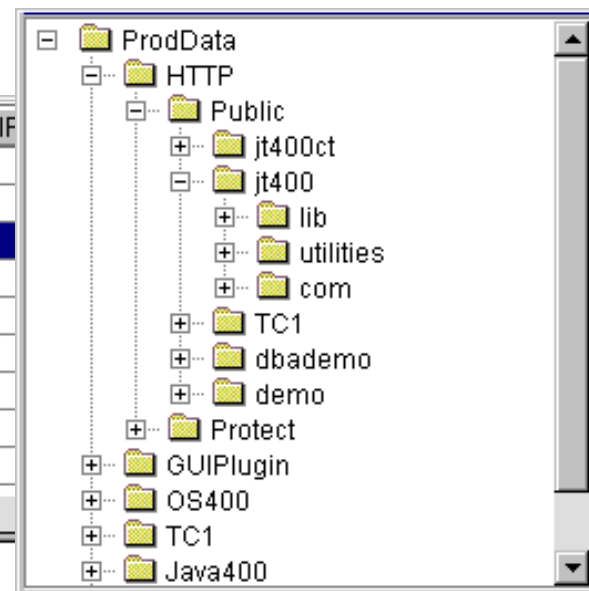 ProdData
HTTP
Public
jt400ct
jt400
lib
utilities
com
TC1
dbademo
demo
Protect
GUIPlugin
OS400
TC1
Java400